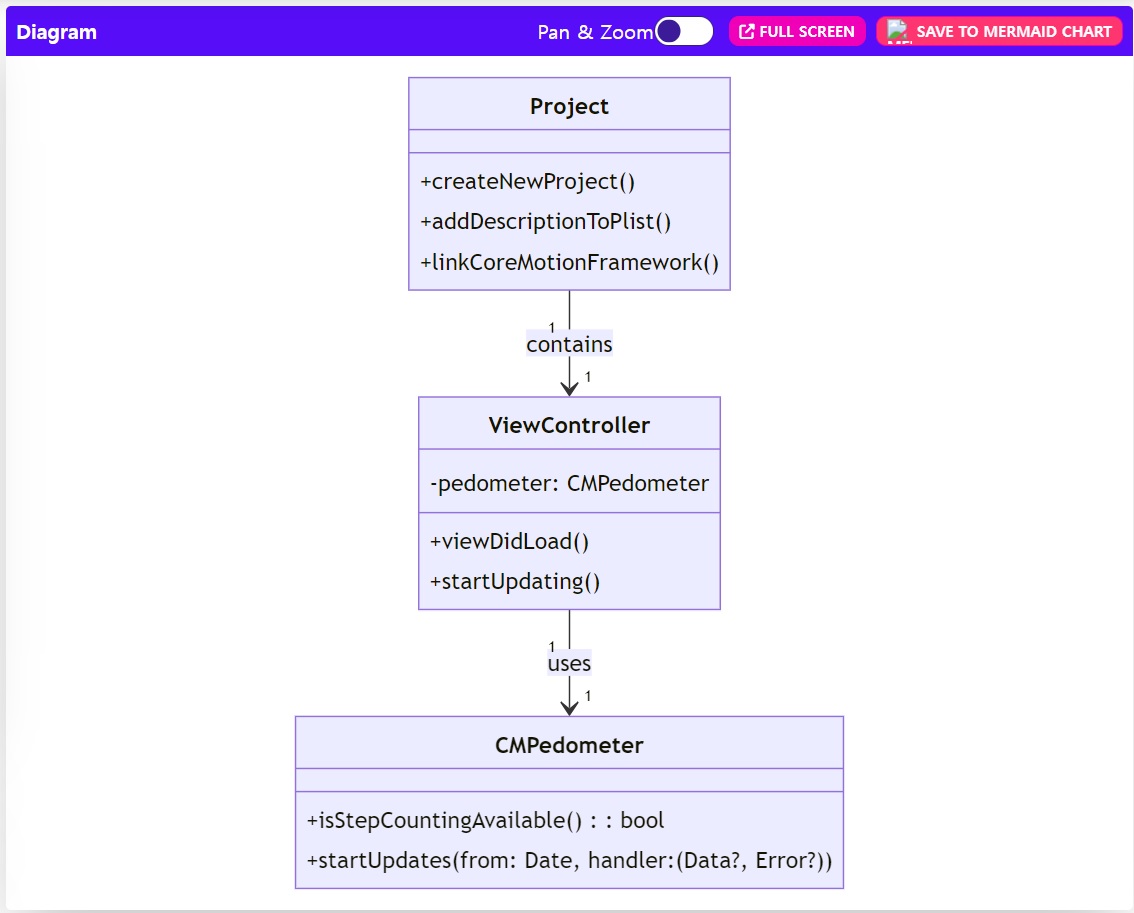 Diagram
Pan & Zoom
FULL SCREEN
SAVE TO MERMAID CHART
Project
+createNewProject()
+addDescriptionToPlist()
+linkCoreMotionFramework()
1
contains
1
ViewController
-pedometer: CMPedometer
+viewDidLoad()
+startUpdating()
1
uses
1
CMPedometer
+isStepCountingAvailable() : : bool
+startUpdates(from: Date, handler:(Data?, Error?))